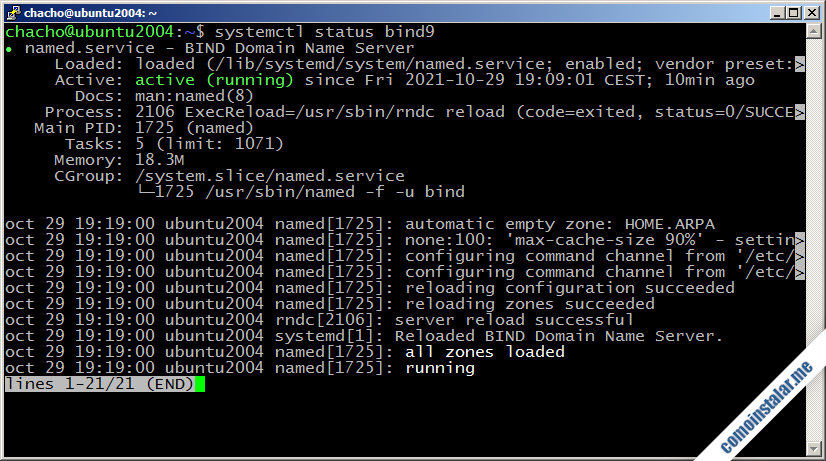 chacho@ubuntu2004: ~
chacho@ubuntu2004:~$ systemctl status bind9
● named.service - BIND Domain Name Server
Loaded: loaded (/lib/systemd/system/named.service; enabled; vendor preset:>
Active: active (running) since Fri 2021-10-29 19:09:01 CEST; 10min ago
Docs: man:named(8)
Process: 2106 ExecReload=/usr/sbin/rndc reload (code=exited, status=0/SUCCE>
Main PID: 1725 (named)
Tasks: 5 (limit: 1071)
Memory: 18.3M
CGroup: /system.slice/named.service
└─1725 /usr/sbin/named -f -u bind
oct 29 19:19:00 ubuntu2004 named[1725]: automatic empty zone: HOME.ARPA
oct 29 19:19:00 ubuntu2004 named[1725]: none:100: 'max-cache-size 90%' - settin>
oct 29 19:19:00 ubuntu2004 named[1725]: configuring command channel from '/etc/>
oct 29 19:19:00 ubuntu2004 named[1725]: configuring command channel from '/etc/>
oct 29 19:19:00 ubuntu2004 named[1725]: reloading configuration succeeded
oct 29 19:19:00 ubuntu2004 named[1725]: reloading zones succeeded
oct 29 19:19:00 ubuntu2004 rndc[2106]: server reload successful
oct 29 19:19:00 ubuntu2004 systemd[1]: Reloaded BIND Domain Name Server.
oct 29 19:19:00 ubuntu2004 named[1725]: all zones loaded
oct 29 19:19:00 ubuntu2004 named[1725]: running
lines 1-21/21 (END)
comoinstalar.me